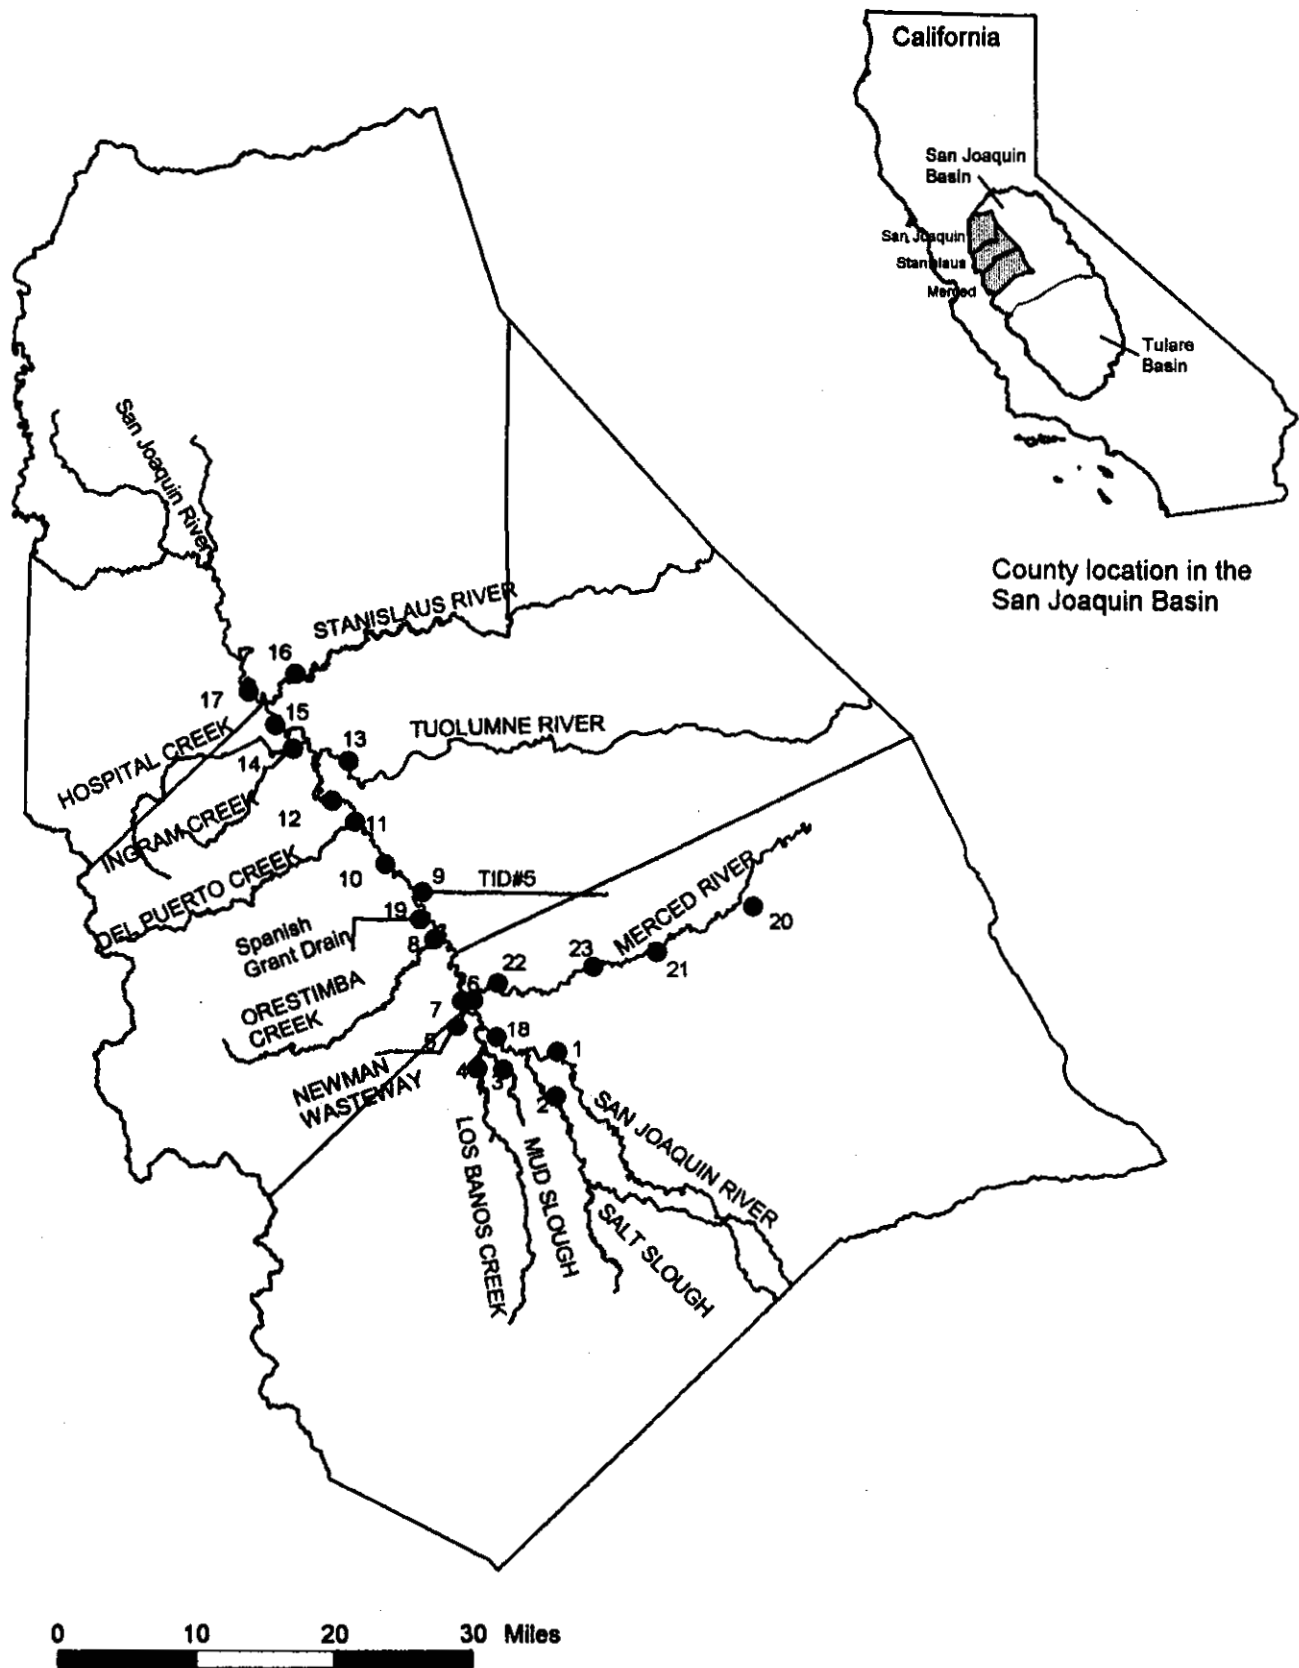 California
San Joaquin
Basin
San Joaquin
Stanislaus
Merced
Tulare
Basin
County location in the
San Joaquin Basin
San Joaquin River
STANISLAUS RIVER
16
17
15
HOSPITAL CREEK
TUOLUMNE RIVER
13
14
INGRAM CREEK
12
11
DEL PUERTO CREEK
10
9
TID#5
19
Spanish
Grant Drain
8
MERCED RIVER
20
21
23
22
ORESTIMBA
CREEK
6
7
5
18
1
NEWMAN
WASTEWAY
4
3
2
SAN JOAQUIN RIVER
LOS BANOS CREEK
MUD SLOUGH
SALT SLOUGH
0 10 20 30 Miles